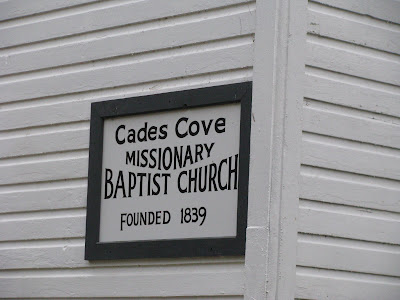 Cades Cove
MISSIONARY
BAPTIST CHURCH
FOUNDED 1839